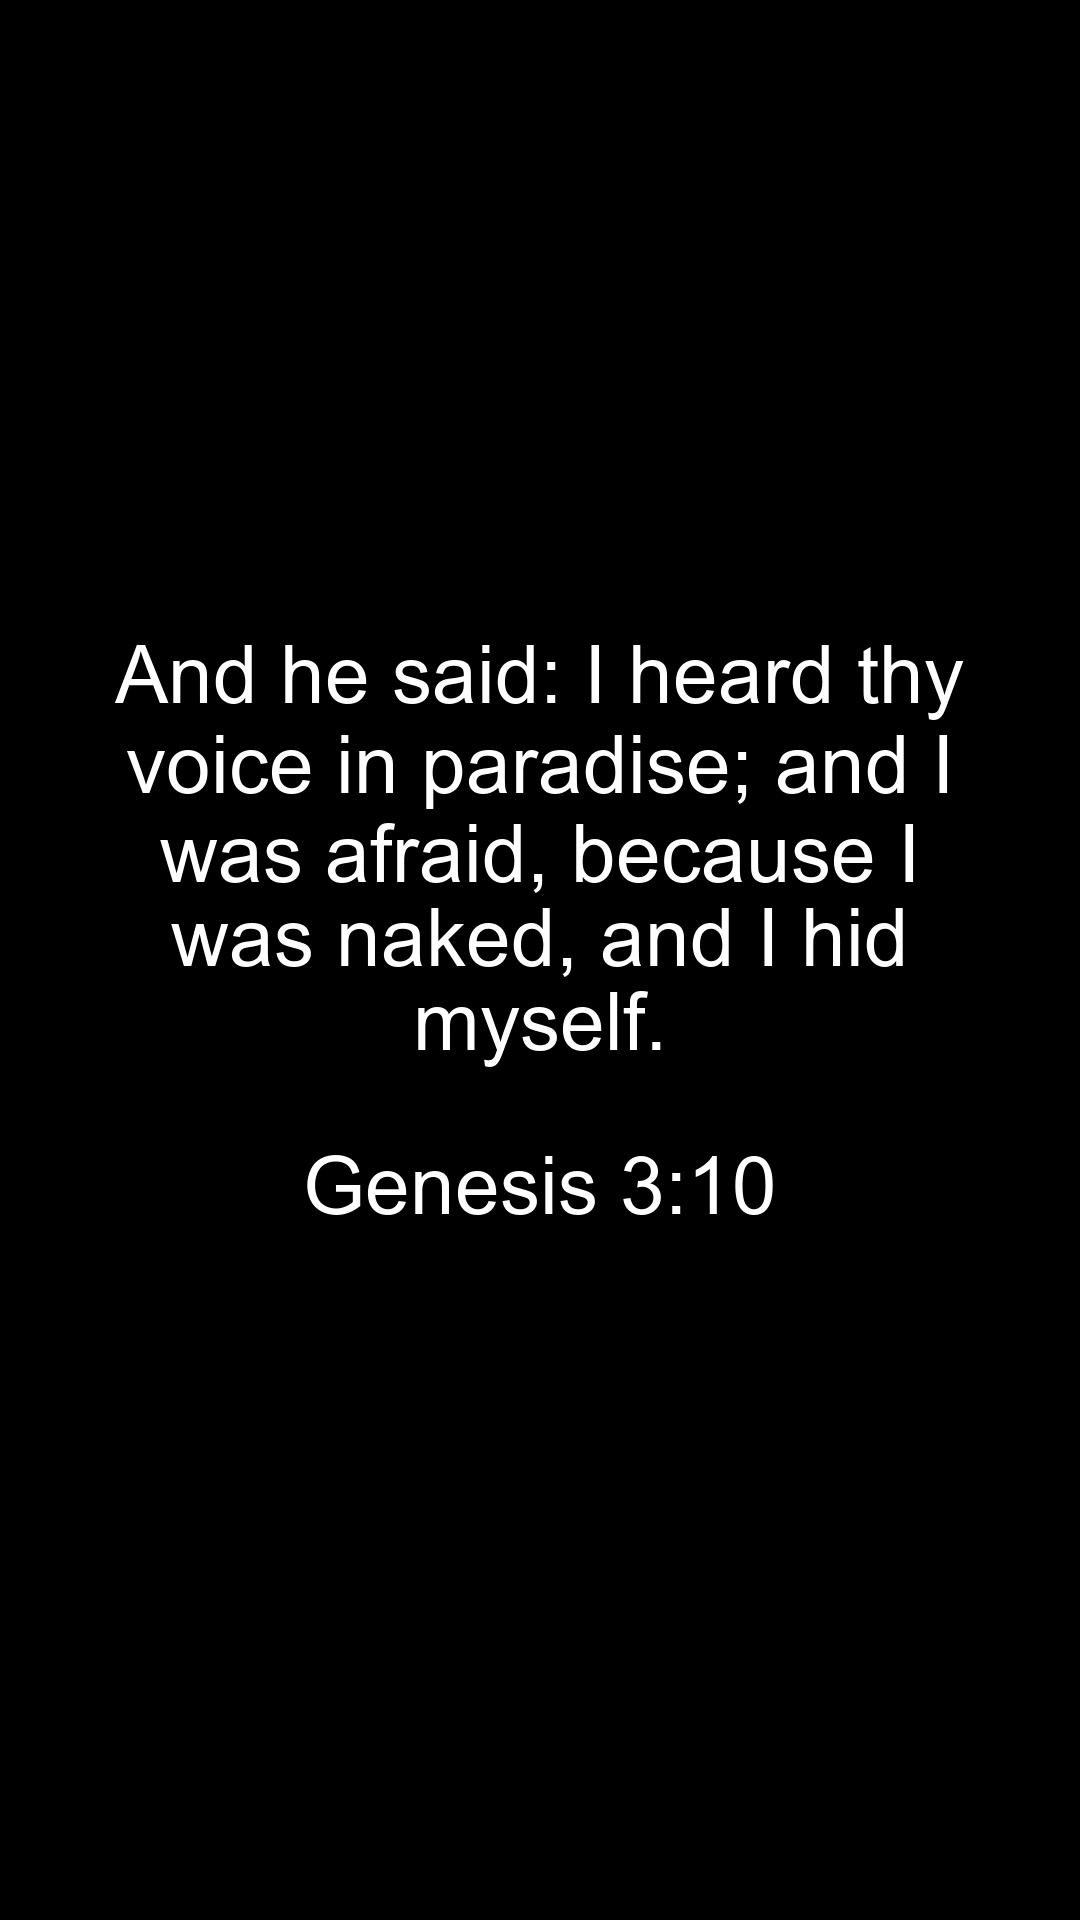 And he said: I heard thy
voice in paradise; and I
was afraid, because I
was naked, and I hid
myself.
Genesis 3:10